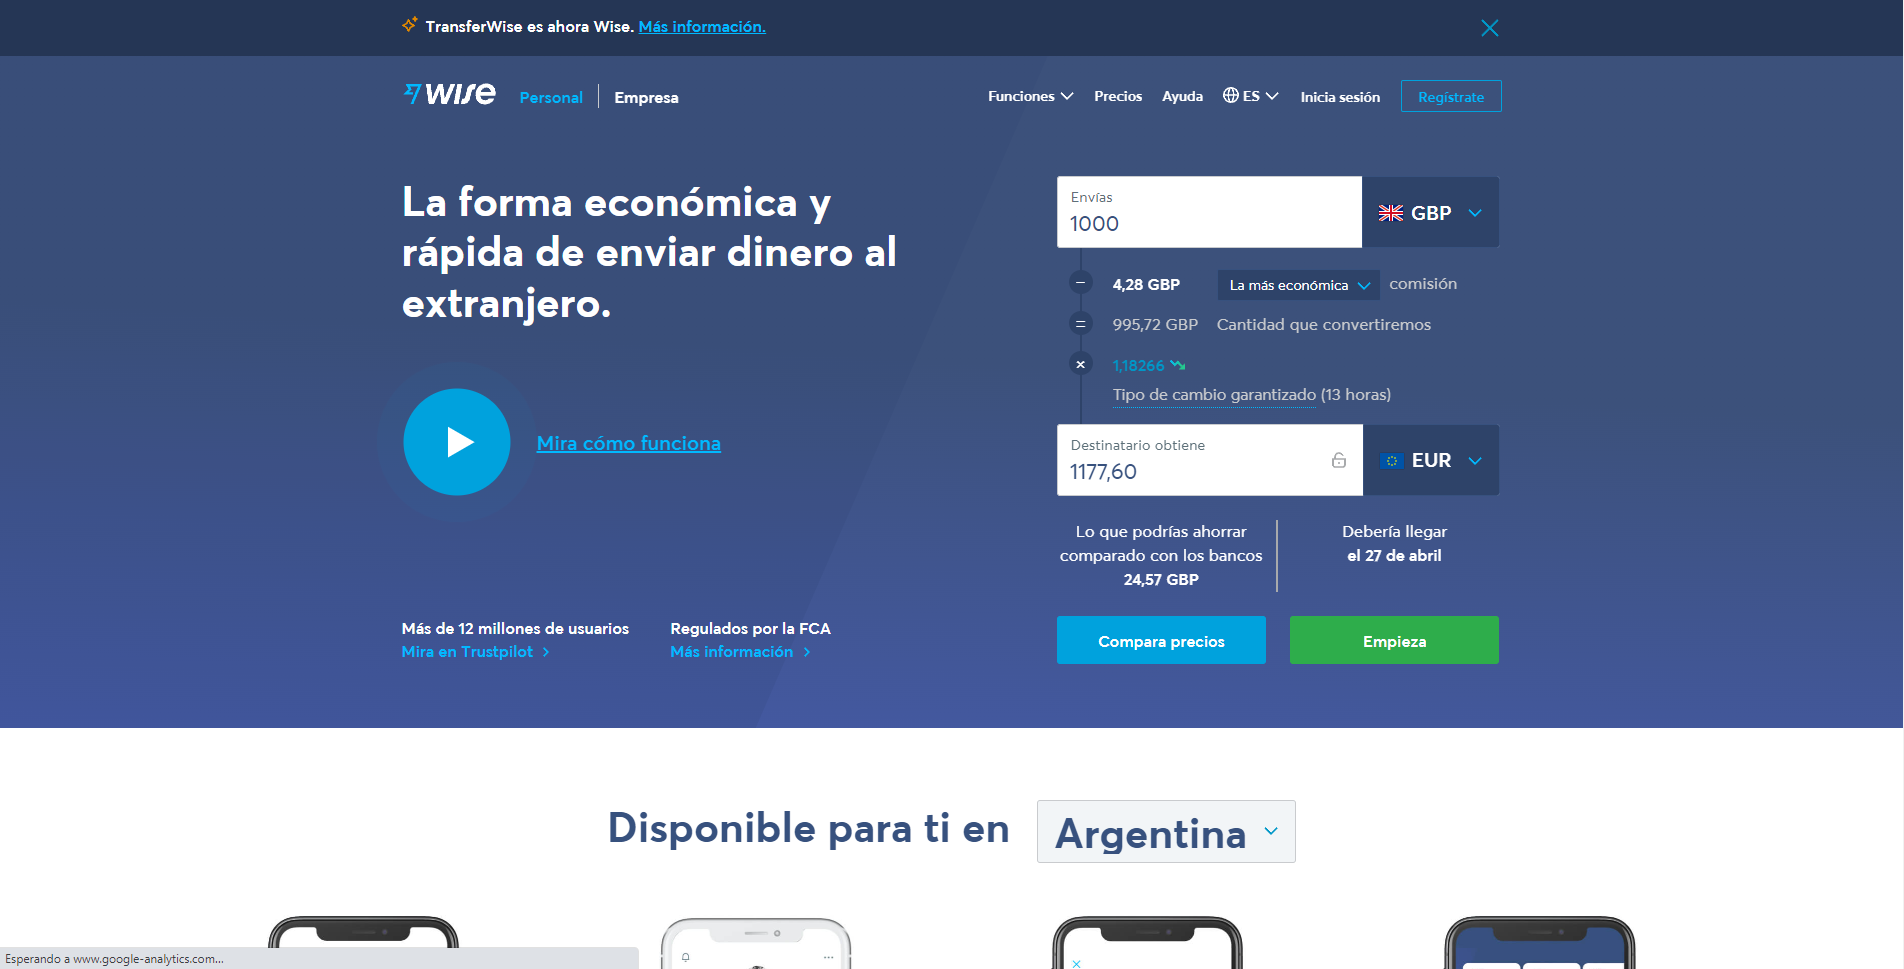 TransferWise es ahora Wise. Más información.
wise Personal Empresa Funciones Precios Ayuda ES Inicia sesión Regístrate
La forma económica y
rápida de enviar dinero al
extranjero.
Mira cómo funciona
Más de 12 millones de usuarios
Mira en Trustpilot
Regulados por la FCA
Más información
Envías
1000
GBP
4,28 GBP La más económica comisión
995,72 GBP Cantidad que convertiremos
1,18266
Tipo de cambio garantizado (13 horas)
Destinatario obtiene
1177,60
EUR
Lo que podrías ahorrar
comparado con los bancos
24,57 GBP
Debería llegar
el 27 de abril
Compara precios
Empieza
Disponible para ti en Argentina
Esperando a www.google-analytics.com...